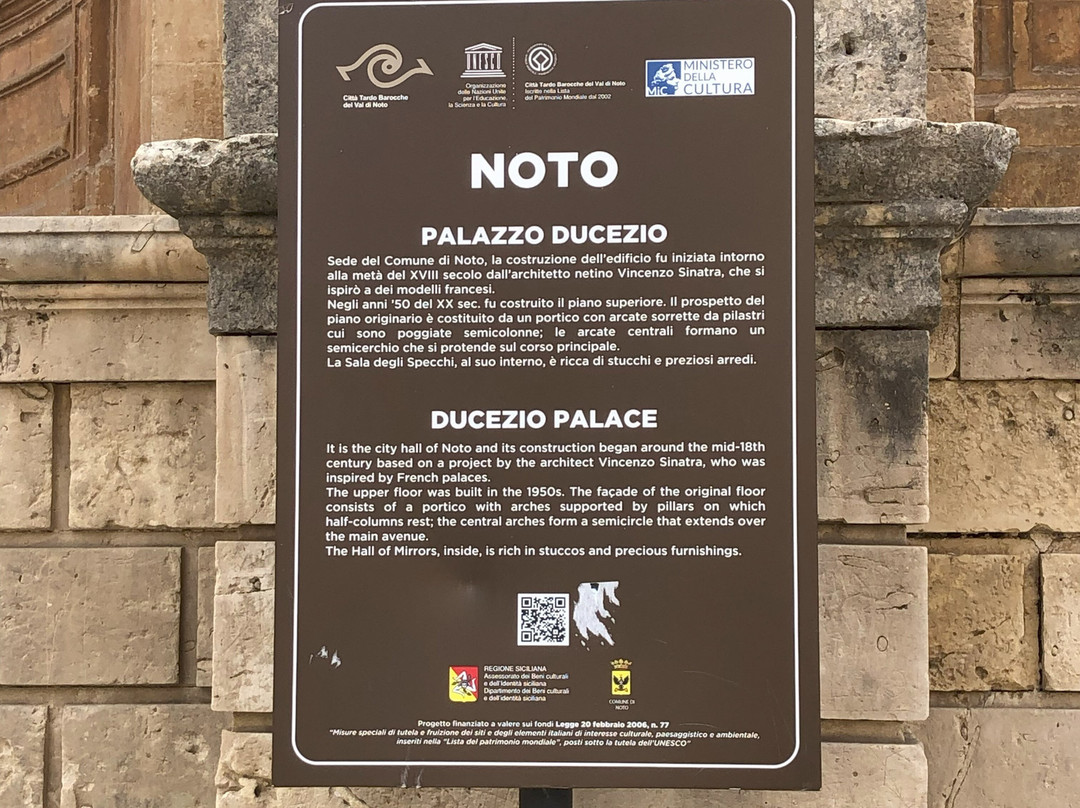 Città Tardo Barocche
del Val di Noto
Organizzazione
delle Nazioni Unite
per l'Educazione,
la Scienza e la Cultura
Città Tardo Barocche del Val di Noto
Iscritte nella Lista
del Patrimonio Mondiale dal 2002
MiC
MINISTERO
DELLA
CULTURA
NOTO
PALAZZO DUCEZIO
Sede del Comune di Noto, la costruzione dell'edificio fu iniziata intorno
alla metà del XVIII secolo dall'architetto netino Vincenzo Sinatra, che si
ispirò a dei modelli francesi.
Negli anni '50 del XX sec. fu costruito il piano superiore. Il prospetto del
piano originario è costituito da un portico con arcate sorrette da pilastri
cui sono poggiate semicolonne; le arcate centrali formano un
semicerchio che si protende sul corso principale.
La Sala degli Specchi, al suo interno, è ricca di stucchi e preziosi arredi.
DUCEZIO PALACE
It is the city hall of Noto and its construction began around the mid-18th
century based on a project by the architect Vincenzo Sinatra, who was
inspired by French palaces.
The upper floor was built in the 1950s. The façade of the original floor
consists of a portico with arches supported by pillars on which
half-columns rest; the central arches form a semicircle that extends over
the main avenue.
The Hall of Mirrors, inside, is rich in stuccos and precious furnishings.
REGIONE SICILIANA
Assessorato dei Beni culturali
e dell'Identità siciliana
Dipartimento dei Beni culturali
e dell'identità siciliana
COMUNE DI
NOTO
Progetto finanziato a valere sui fondi Legge 20 febbraio 2006, n. 77
"Misure speciali di tutela e fruizione dei siti e degli elementi italiani di interesse culturale, paesaggistico e ambientale,
inseriti nella "Lista del patrimonio mondiale", posti sotto la tutela dell'UNESCO"